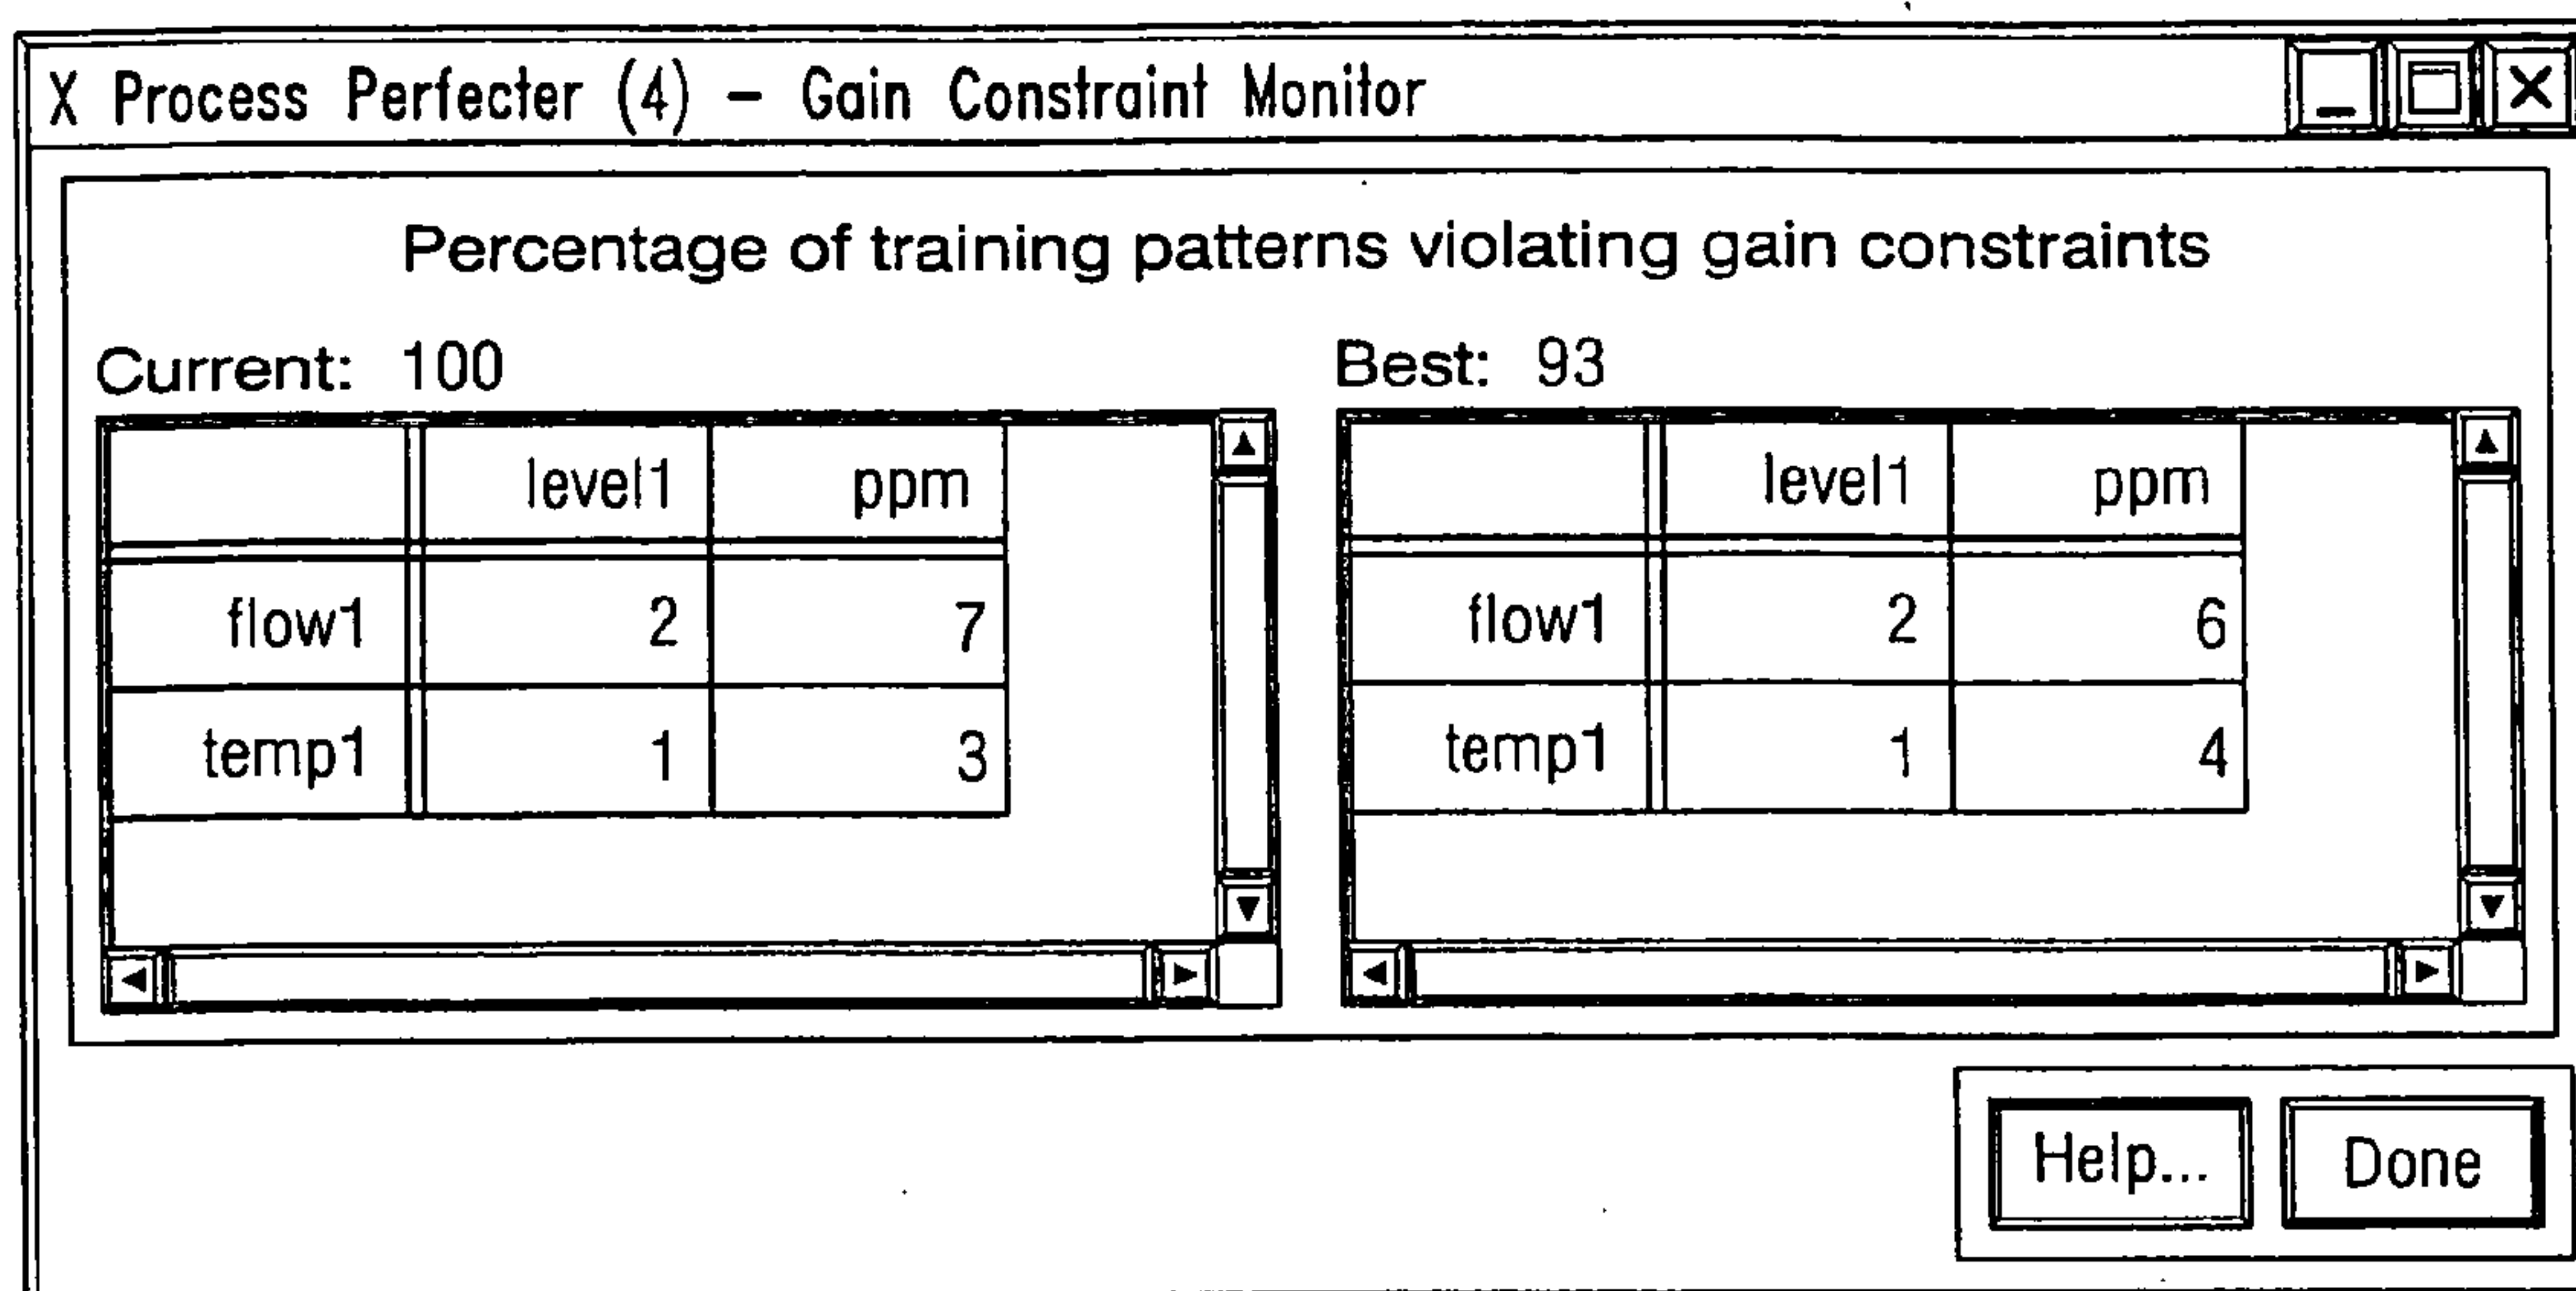 X Process Perfecter (4) – Gain Constraint Monitor
Percentage of training patterns violating gain constraints
Current: 100
level1 ppm
flow1 2 7
temp1 1 3
Best: 93
level1 ppm
flow1 2 6
temp1 1 4
Help... Done